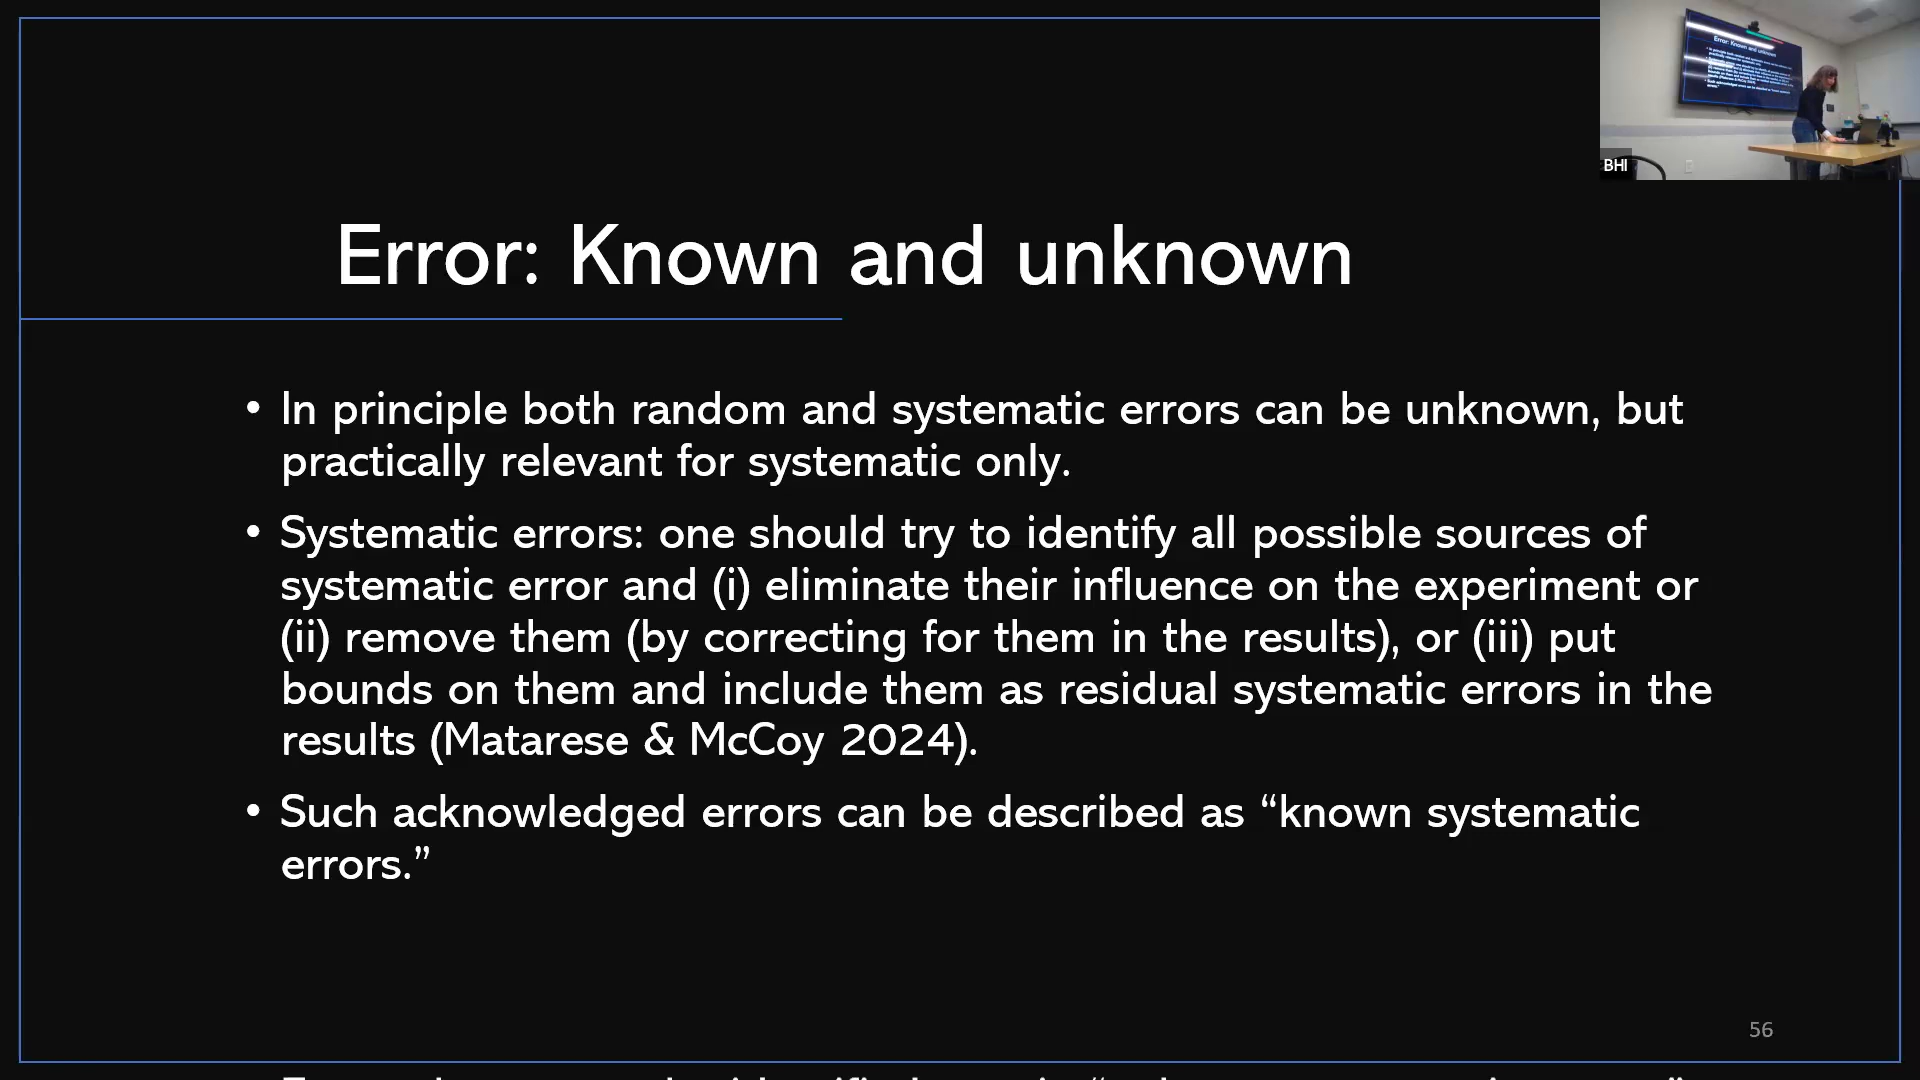 Error: Known and unknown
• In principle both random and systematic errors can be unknown, but
practically relevant for systematic only.
• Systematic errors: one should try to identify all possible sources of
systematic error and (i) eliminate their influence on the experiment or
(ii) remove them (by correcting for them in the results), or (iii) put
bounds on them and include them as residual systematic errors in the
results (Matarese & McCoy 2024).
• Such acknowledged errors can be described as “known systematic
errors.”
56
BHI
Error: Known and unknown